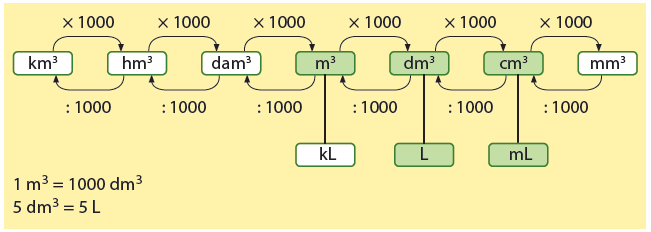 × 1000 × 1000 × 1000 × 1000 × 1000 × 1000
km³ hm³ dam³ m³ dm³ cm³ mm³
: 1000 : 1000 : 1000 : 1000 : 1000 : 1000
kL L mL
1 m³ = 1000 dm³
5 dm³ = 5 L